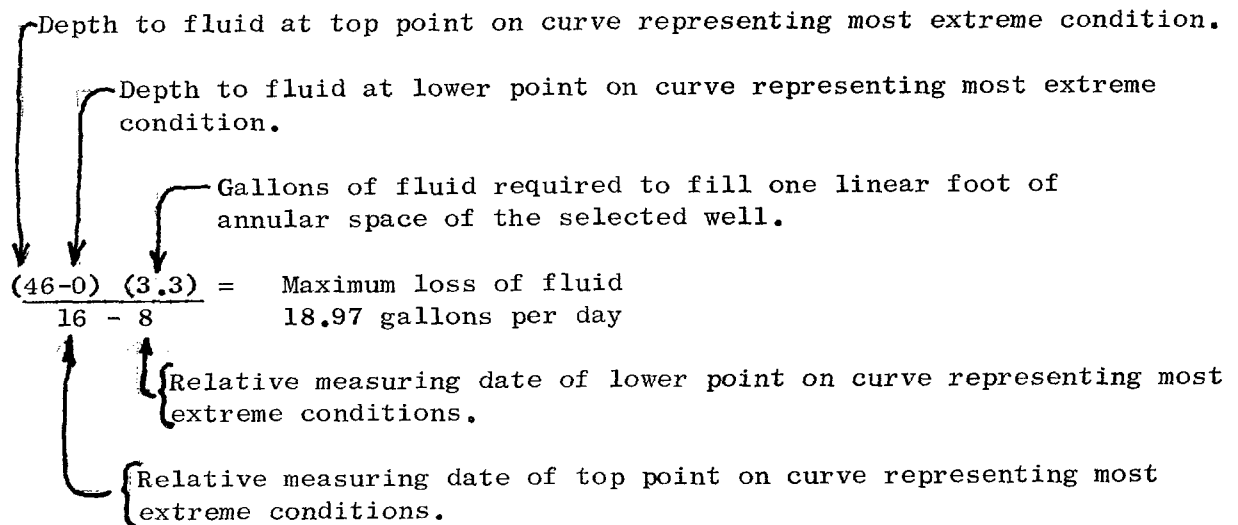 Depth to fluid at top point on curve representing most extreme condition.
Depth to fluid at lower point on curve representing most extreme
condition.
Gallons of fluid required to fill one linear foot of
annular space of the selected well.
(46-0) (3.3) = Maximum loss of fluid
16 - 8 18.97 gallons per day
Relative measuring date of lower point on curve representing most
extreme conditions.
Relative measuring date of top point on curve representing most
extreme conditions.